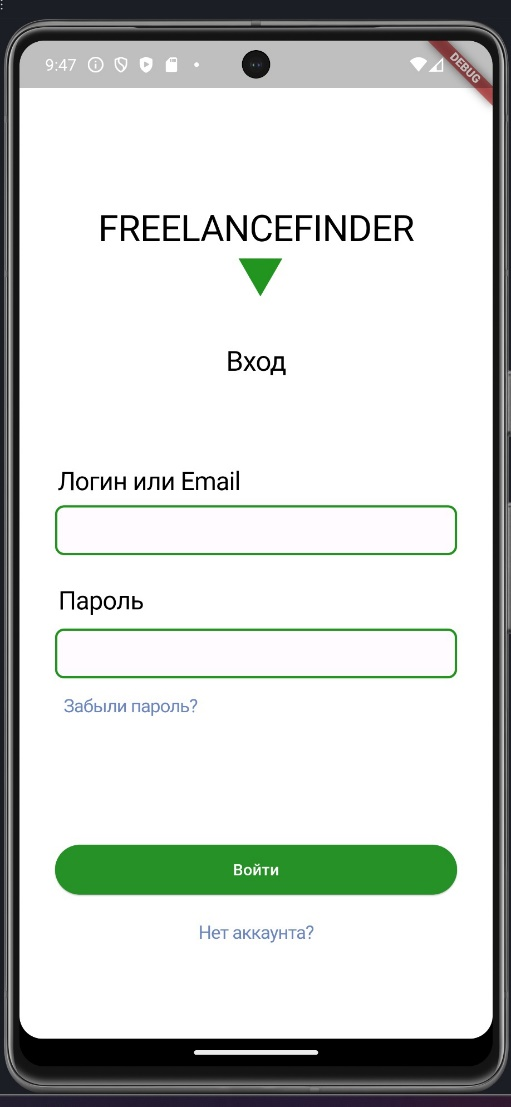 9:47
DEBUG
FREELANCEFINDER
Вход
Логин или Email
Пароль
Забыли пароль?
Войти
Нет аккаунта?